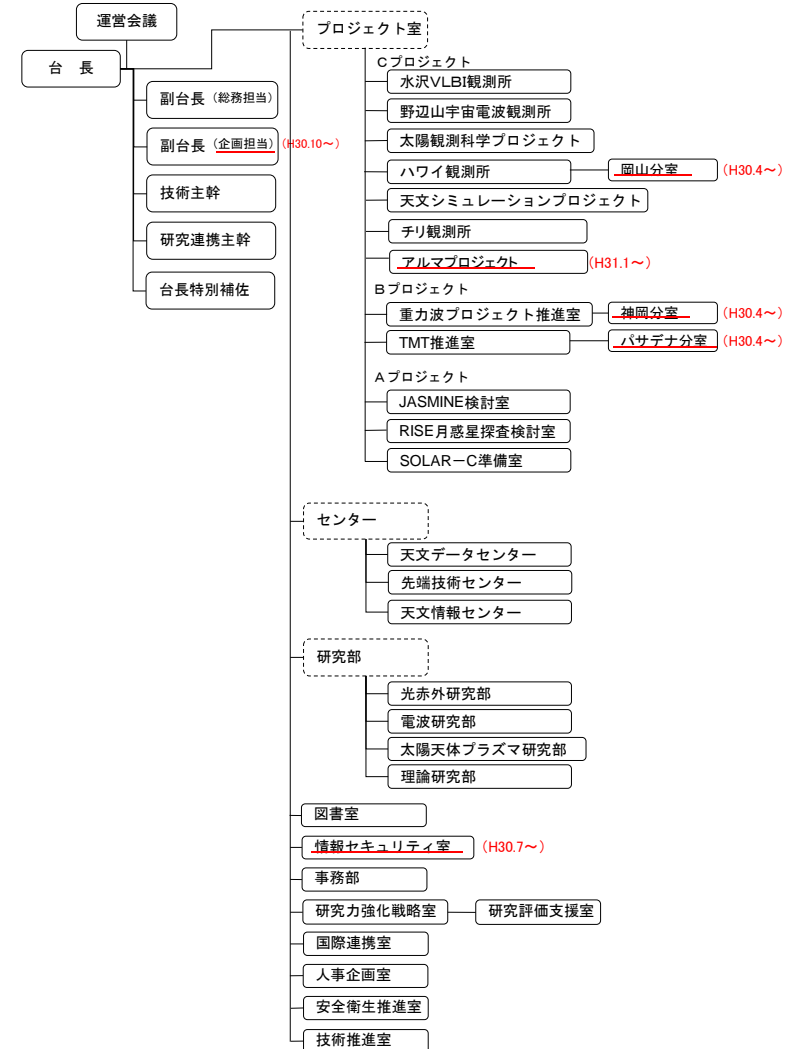 運営会議
台　長
副台長（総務担当）
副台長（企画担当）（H30.10～）
技術主幹
研究連携主幹
台長特別補佐
プロジェクト室
Cプロジェクト
水沢VLBI観測所
野辺山宇宙電波観測所
太陽観測科学プロジェクト
ハワイ観測所　岡山分室　（H30.4～）
天文シミュレーションプロジェクト
チリ観測所
アルマプロジェクト　（H31.1～）
Bプロジェクト
重力波プロジェクト推進室　神岡分室　（H30.4～）
TMT推進室　パサデナ分室　（H30.4～）
Aプロジェクト
JASMINE検討室
RISE月惑星探査検討室
SOLAR－C準備室
センター
天文データセンター
先端技術センター
天文情報センター
研究部
光赤外研究部
電波研究部
太陽天体プラズマ研究部
理論研究部
図書室
情報セキュリティ室　（H30.7～）
事務部
研究力強化戦略室　研究評価支援室
国際連携室
人事企画室
安全衛生推進室
技術推進室